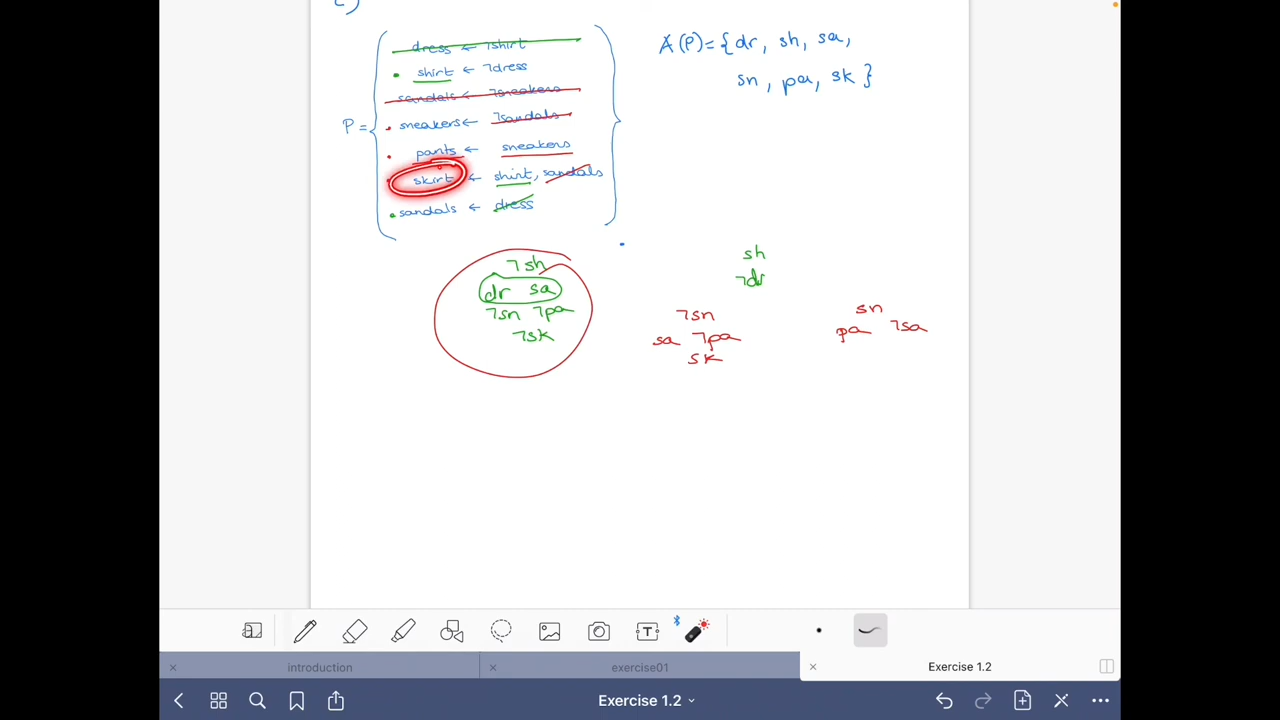 c)
dress ← ¬shirt
shirt ← ¬dress
sandals ← ¬sneakers
P = sneakers ← ¬sandals
pants ← sneakers
skirt ← shirt, sandals
sandals ← dress
A(P) = {dr, sh, sa,
sn, pa, sk}
¬sh
dr sa
¬sn ¬pa
¬sk
sh
¬dr
¬sn
sa ¬pa
sk
sn
pa ¬sa
T
introduction
exercise01
Exercise 1.2
Exercise 1.2